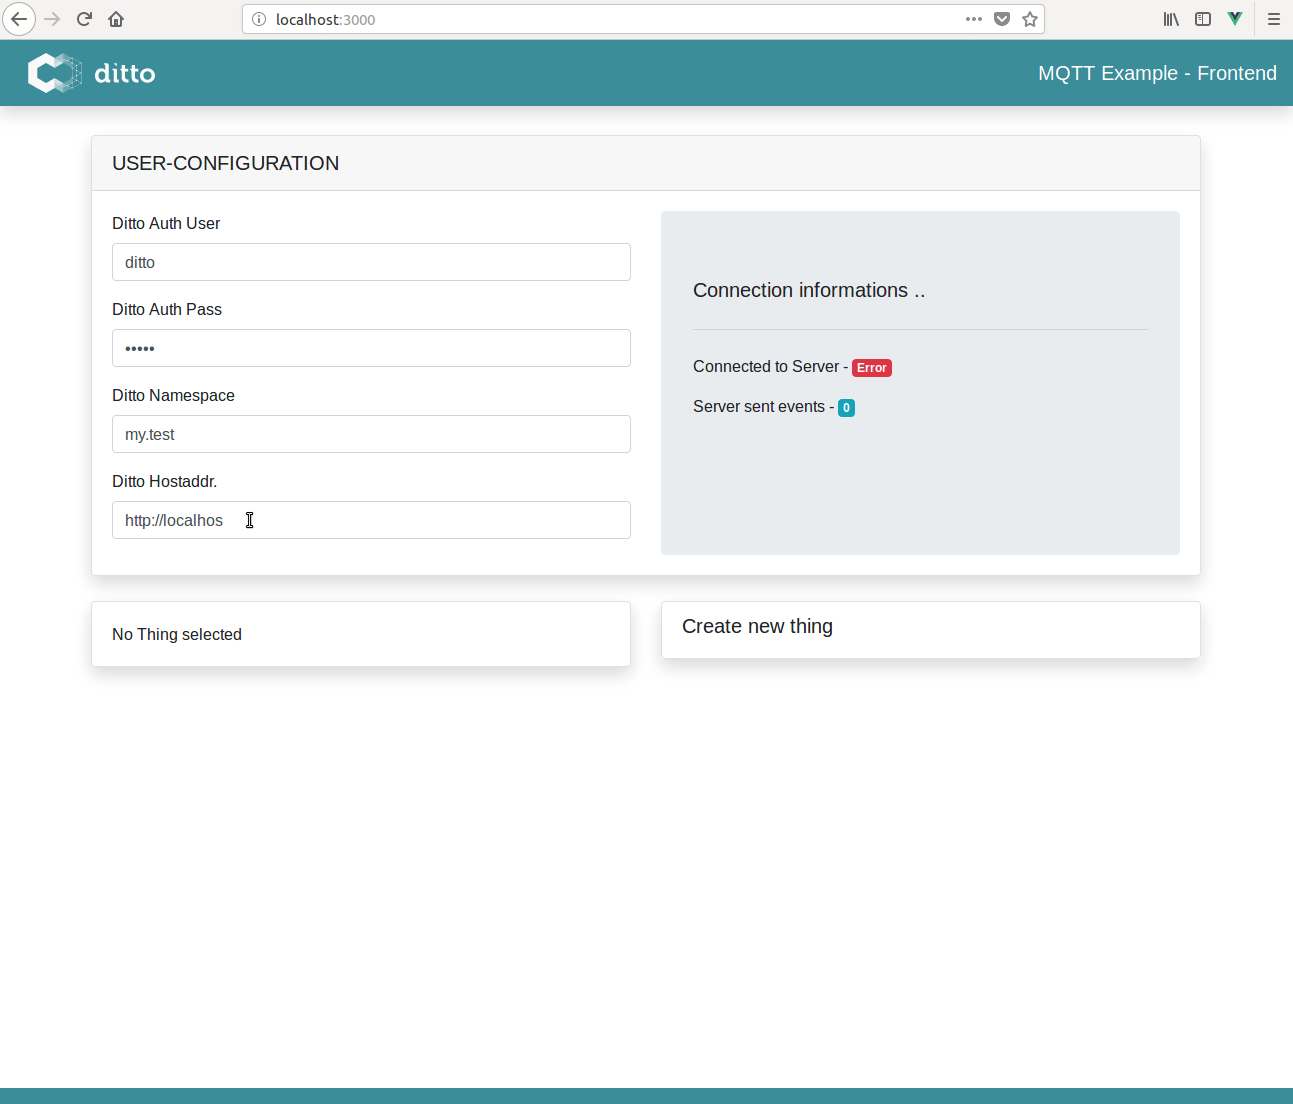 localhost:3000
ditto
MQTT Example - Frontend
USER-CONFIGURATION
Ditto Auth User
ditto
Ditto Auth Pass
•••••
Ditto Namespace
my.test
Ditto Hostaddr.
http://localhos
Connection informations ..
Connected to Server - Error
Server sent events - 0
No Thing selected
Create new thing